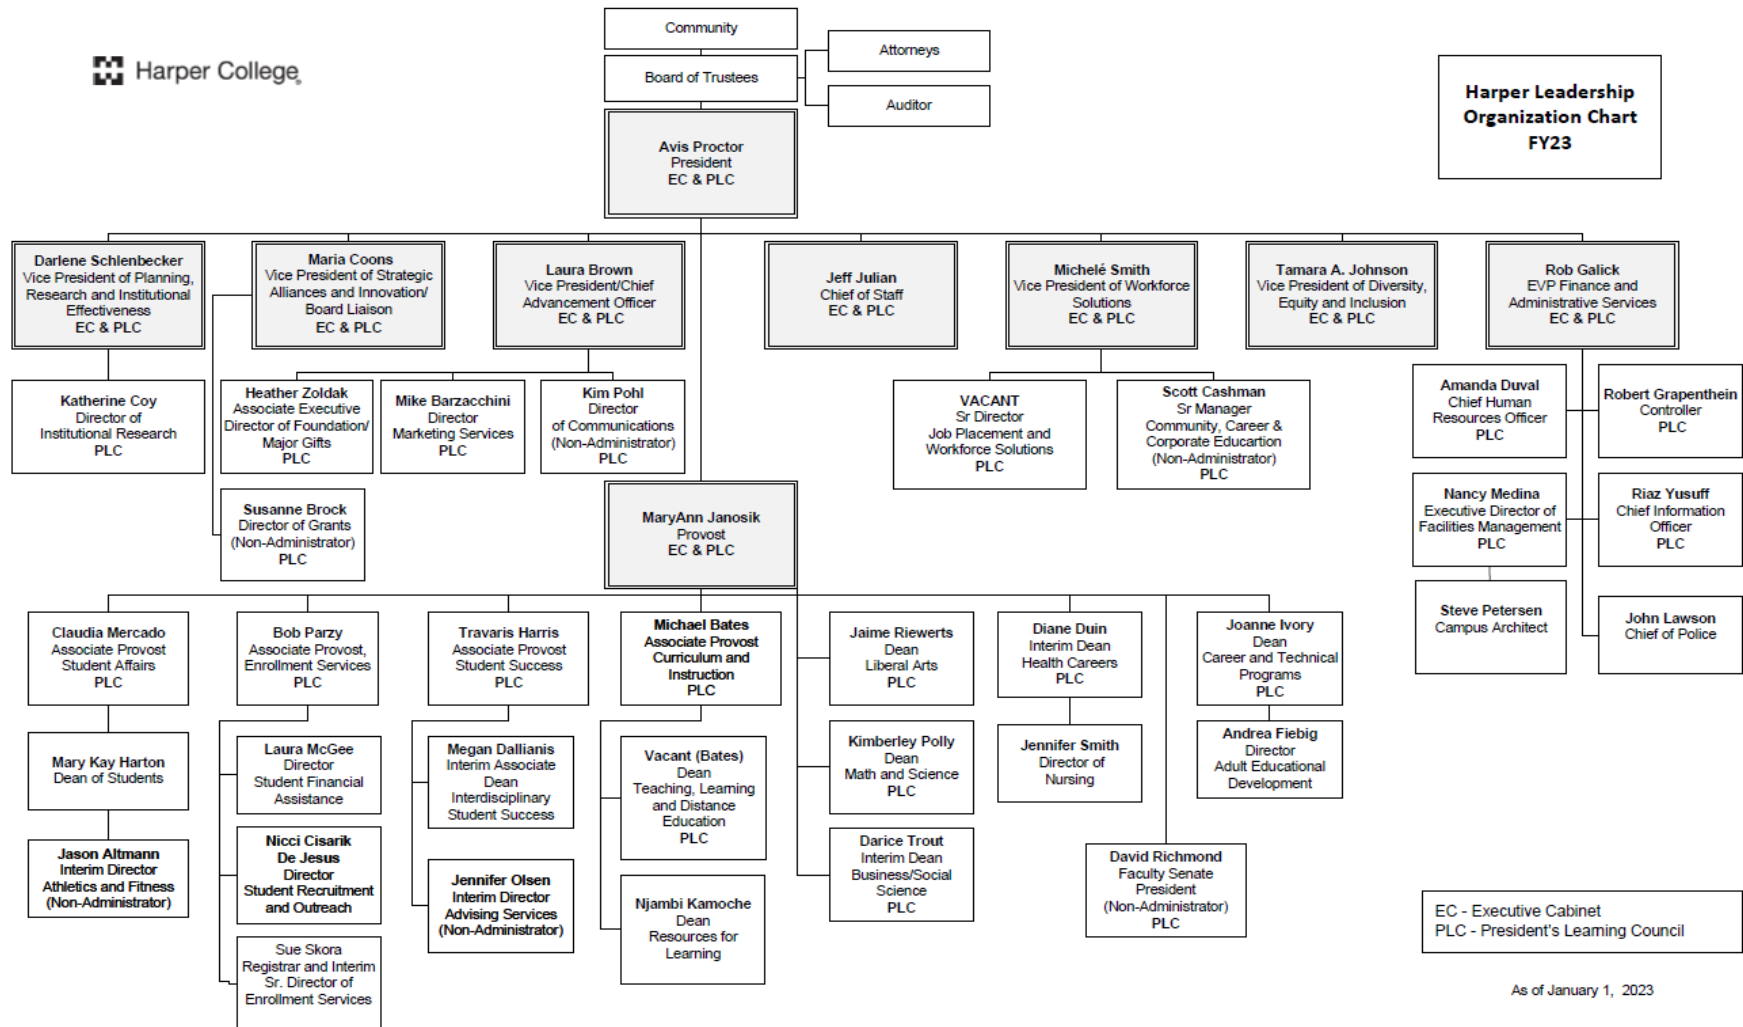 Harper College
Community
Board of Trustees
Attorneys
Auditor
Harper Leadership
Organization Chart
FY23
Avis Proctor
President
EC & PLC
Darlene Schlenbecker
Vice President of Planning,
Research and Institutional
Effectiveness
EC & PLC
Maria Coons
Vice President of Strategic
Alliances and Innovation/
Board Liaison
EC & PLC
Laura Brown
Vice President/Chief
Advancement Officer
EC & PLC
Jeff Julian
Chief of Staff
EC & PLC
Michelé Smith
Vice President of Workforce
Solutions
EC & PLC
Tamara A. Johnson
Vice President of Diversity,
Equity and Inclusion
EC & PLC
Rob Galick
EVP Finance and
Administrative Services
EC & PLC
Katherine Coy
Director of
Institutional Research
PLC
Heather Zoldak
Associate Executive
Director of Foundation/
Major Gifts
PLC
Mike Barzacchini
Director
Marketing Services
PLC
Kim Pohl
Director
of Communications
(Non-Administrator)
PLC
VACANT
Sr Director
Job Placement and
Workforce Solutions
PLC
Scott Cashman
Sr Manager
Community, Career &
Corporate Educartion
(Non-Administrator)
PLC
Amanda Duval
Chief Human
Resources Officer
PLC
Robert Grapenthein
Controller
PLC
Susanne Brock
Director of Grants
(Non-Administrator)
PLC
MaryAnn Janosik
Provost
EC & PLC
Nancy Medina
Executive Director of
Facilities Management
PLC
Riaz Yusuff
Chief Information
Officer
PLC
Steve Petersen
Campus Architect
John Lawson
Chief of Police
Claudia Mercado
Associate Provost
Student Affairs
PLC
Bob Parzy
Associate Provost,
Enrollment Services
PLC
Travaris Harris
Associate Provost
Student Success
PLC
Michael Bates
Associate Provost
Curriculum and
Instruction
PLC
Jaime Riewerts
Dean
Liberal Arts
PLC
Diane Duin
Interim Dean
Health Careers
PLC
Joanne Ivory
Dean
Career and Technical
Programs
PLC
Mary Kay Harton
Dean of Students
Laura McGee
Director
Student Financial
Assistance
Megan Dallianis
Interim Associate
Dean
Interdisciplinary
Student Success
Vacant (Bates)
Dean
Teaching, Learning
and Distance
Education
PLC
Kimberley Polly
Dean
Math and Science
PLC
Jennifer Smith
Director of
Nursing
Andrea Fiebig
Director
Adult Educational
Development
Jason Altmann
Interim Director
Athletics and Fitness
(Non-Administrator)
Nicci Cisarik
De Jesus
Director
Student Recruitment
and Outreach
Jennifer Olsen
Interim Director
Advising Services
(Non-Administrator)
Njambi Kamoche
Dean
Resources for
Learning
Darice Trout
Interim Dean
Business/Social
Science
PLC
David Richmond
Faculty Senate
President
(Non-Administrator)
PLC
Sue Skora
Registrar and Interim
Sr. Director of
Enrollment Services
EC - Executive Cabinet
PLC - President's Learning Council
As of January 1, 2023